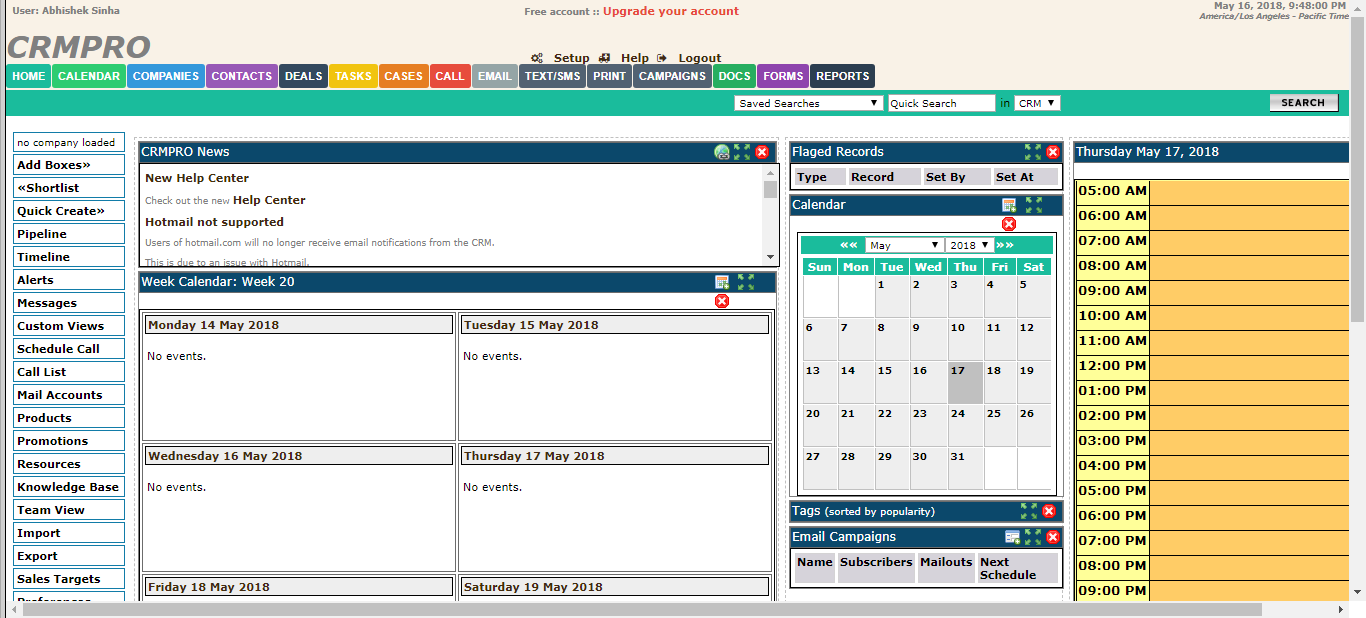 User: Abhishek Sinha
Free account :: Upgrade your account
May 16, 2018, 9:48:00 PM
America/Los Angeles - Pacific Time
CRMPRO
Setup Help Logout
HOME CALENDAR COMPANIES CONTACTS DEALS TASKS CASES CALL EMAIL TEXT/SMS PRINT CAMPAIGNS DOCS FORMS REPORTS
Saved Searches Quick Search in CRM SEARCH
no company loaded
Add Boxes»
«Shortlist
Quick Create»
Pipeline
Timeline
Alerts
Messages
Custom Views
Schedule Call
Call List
Mail Accounts
Products
Promotions
Resources
Knowledge Base
Team View
Import
Export
Sales Targets
Preferences
CRMPRO News
New Help Center
Check out the new Help Center
Hotmail not supported
Users of hotmail.com will no longer receive email notifications from the CRM.
This is due to an issue with Hotmail.
Week Calendar: Week 20
Monday 14 May 2018
No events.
Tuesday 15 May 2018
No events.
Wednesday 16 May 2018
No events.
Thursday 17 May 2018
No events.
Friday 18 May 2018
Saturday 19 May 2018
Flaged Records
Type Record Set By Set At
Calendar
«« May 2018 »»
Sun Mon Tue Wed Thu Fri Sat
1 2 3 4 5
6 7 8 9 10 11 12
13 14 15 16 17 18 19
20 21 22 23 24 25 26
27 28 29 30 31
Tags (sorted by popularity)
Email Campaigns
Name Subscribers Mailouts Next
Schedule
Thursday May 17, 2018
05:00 AM
06:00 AM
07:00 AM
08:00 AM
09:00 AM
10:00 AM
11:00 AM
12:00 PM
01:00 PM
02:00 PM
03:00 PM
04:00 PM
05:00 PM
06:00 PM
07:00 PM
08:00 PM
09:00 PM